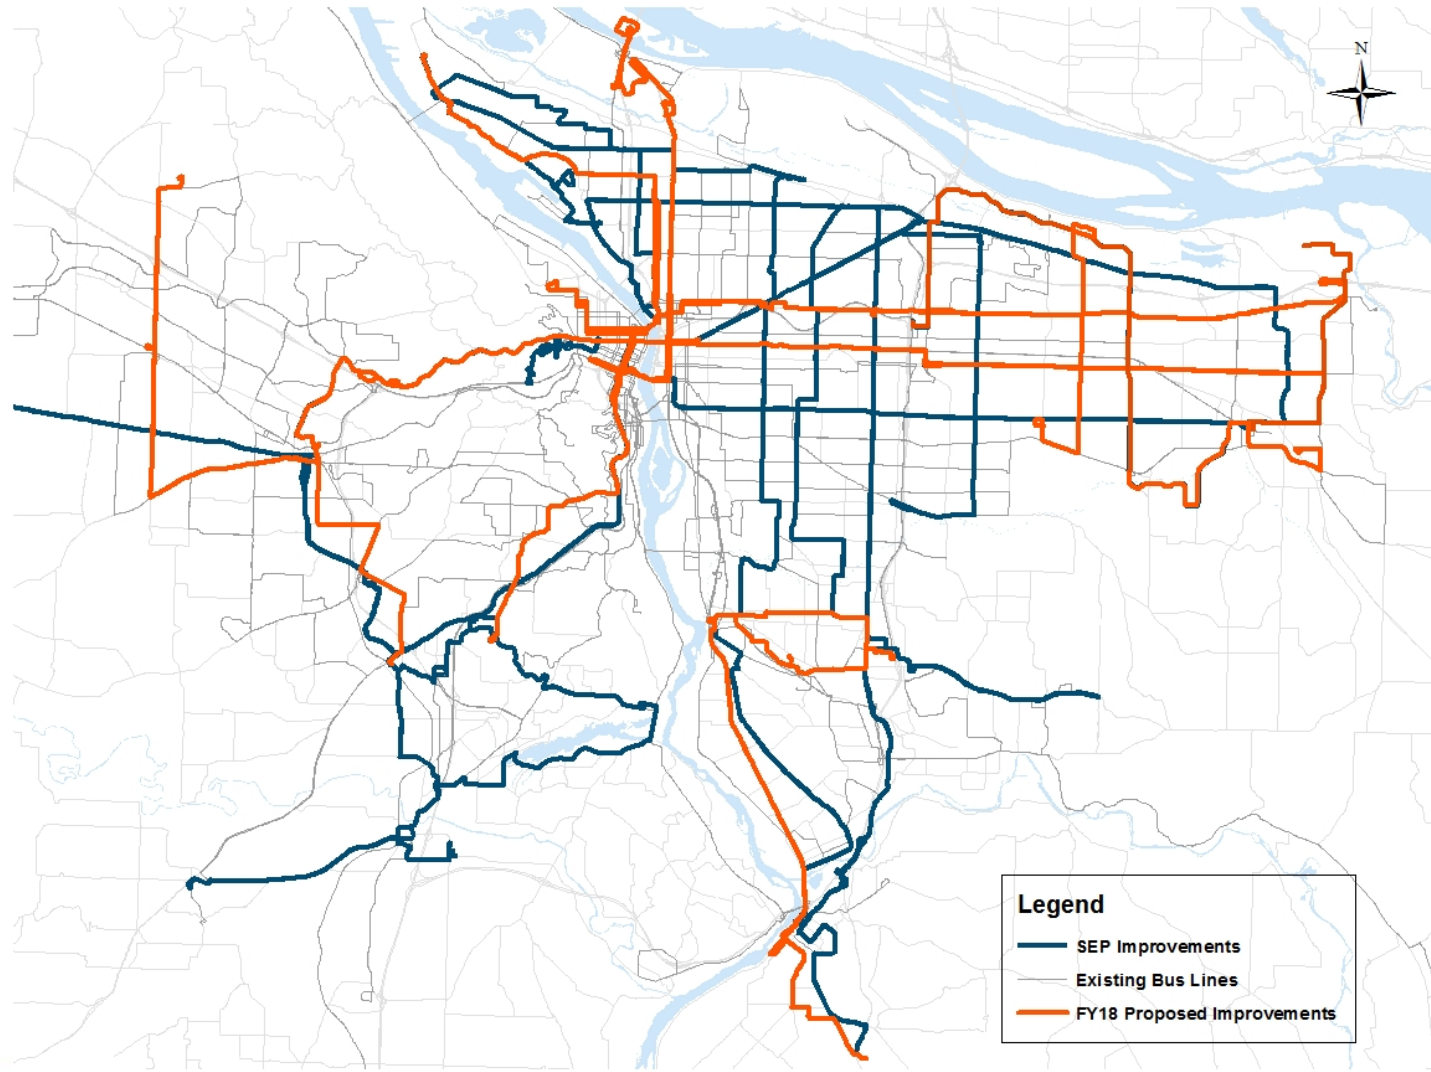 N
Legend
SEP Improvements
Existing Bus Lines
FY18 Proposed Improvements